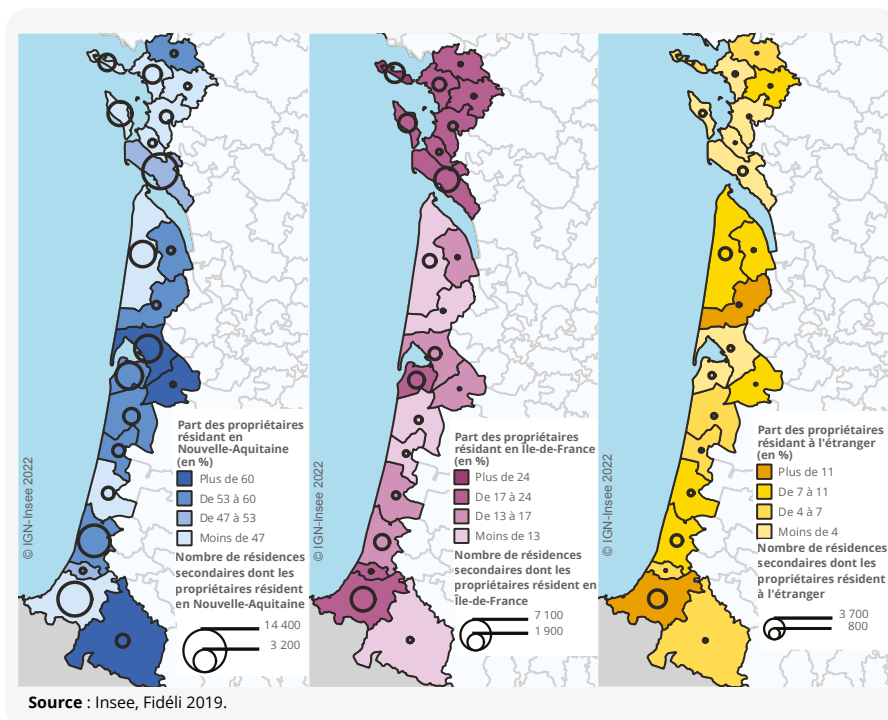 Part des propriétaires
résidant en
Nouvelle-Aquitaine
(en %)
Plus de 60
De 53 à 60
De 47 à 53
Moins de 47
Nombre de résidences
secondaires dont les
propriétaires résident
en Nouvelle-Aquitaine
14 400
3 200
© IGN-Insee 2022
Part des propriétaires
résidant en Île-de-France
(en %)
Plus de 24
De 17 à 24
De 13 à 17
Moins de 13
Nombre de résidences
secondaires dont les
propriétaires résident en
Île-de-France
7 100
1 900
© IGN-Insee 2022
Part des propriétaires
résidant à l'étranger
(en %)
Plus de 11
De 7 à 11
De 4 à 7
Moins de 4
Nombre de résidences
secondaires dont les
propriétaires résident
à l'étranger
3 700
800
© IGN-Insee 2022
Source : Insee, Fidéli 2019.